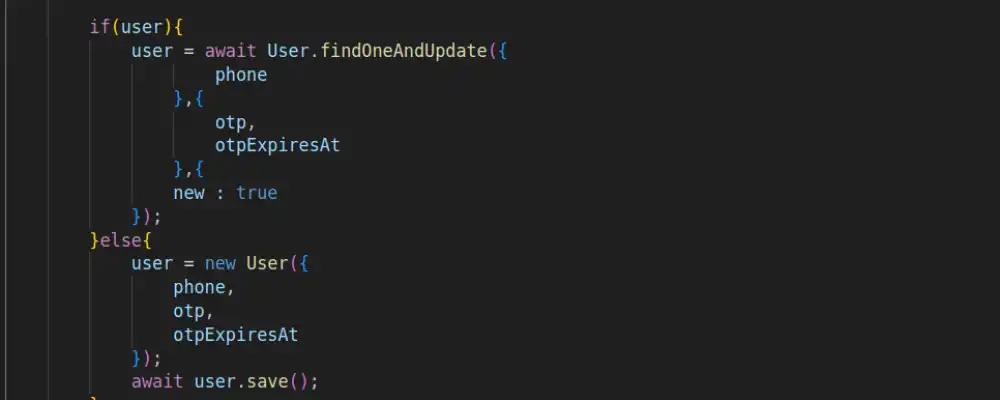 if(user){
user = await User.findOneAndUpdate({
phone
},{
otp,
otpExpiresAt
},{
new : true
});
}else{
user = new User({
phone,
otp,
otpExpiresAt
});
await user.save();